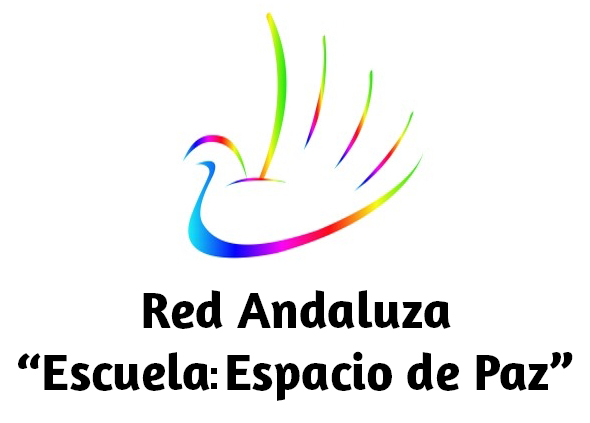 Red Andaluza
“Escuela: Espacio de Paz”